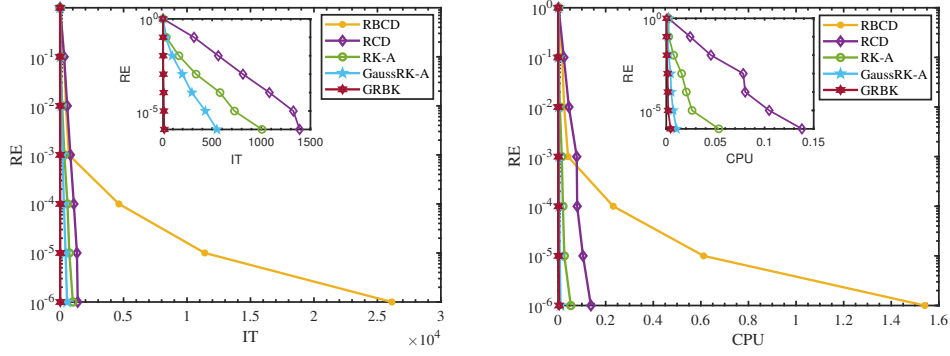 10^0
10^-1
10^-2
10^-3
10^-4
10^-5
10^-6
RE
0
0.5
1
1.5
2
2.5
3
×10^4
IT
10^0
10^-5
RE
0
500
1000
1500
IT
RBCD
RCD
RK-A
GaussRK-A
GRBK
10^0
10^-1
10^-2
10^-3
10^-4
10^-5
10^-6
RE
0
0.2
0.4
0.6
0.8
1
1.2
1.4
1.6
CPU
10^0
10^-5
RE
0
0.05
0.1
0.15
CPU
RBCD
RCD
RK-A
GaussRK-A
GRBK